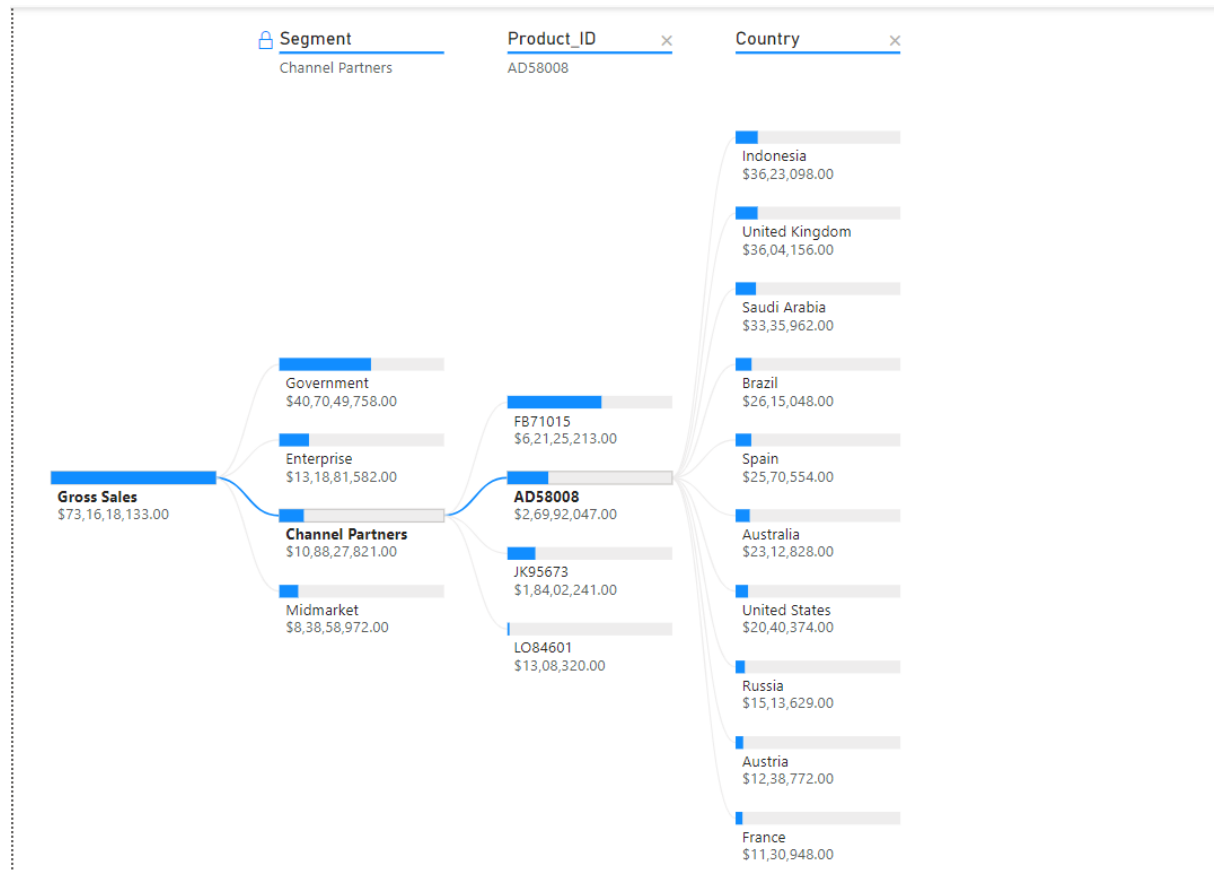 Segment
Product_ID
Country
Channel Partners
AD58008
Gross Sales
$73,16,18,133.00
Government
$40,70,49,758.00
Enterprise
$13,18,81,582.00
Channel Partners
$10,88,27,821.00
Midmarket
$8,38,58,972.00
FB71015
$6,21,25,213.00
AD58008
$2,69,92,047.00
JK95673
$1,84,02,241.00
LO84601
$13,08,320.00
Indonesia
$36,23,098.00
United Kingdom
$36,04,156.00
Saudi Arabia
$33,35,962.00
Brazil
$26,15,048.00
Spain
$25,70,554.00
Australia
$23,12,828.00
United States
$20,40,374.00
Russia
$15,13,629.00
Austria
$12,38,772.00
France
$11,30,948.00